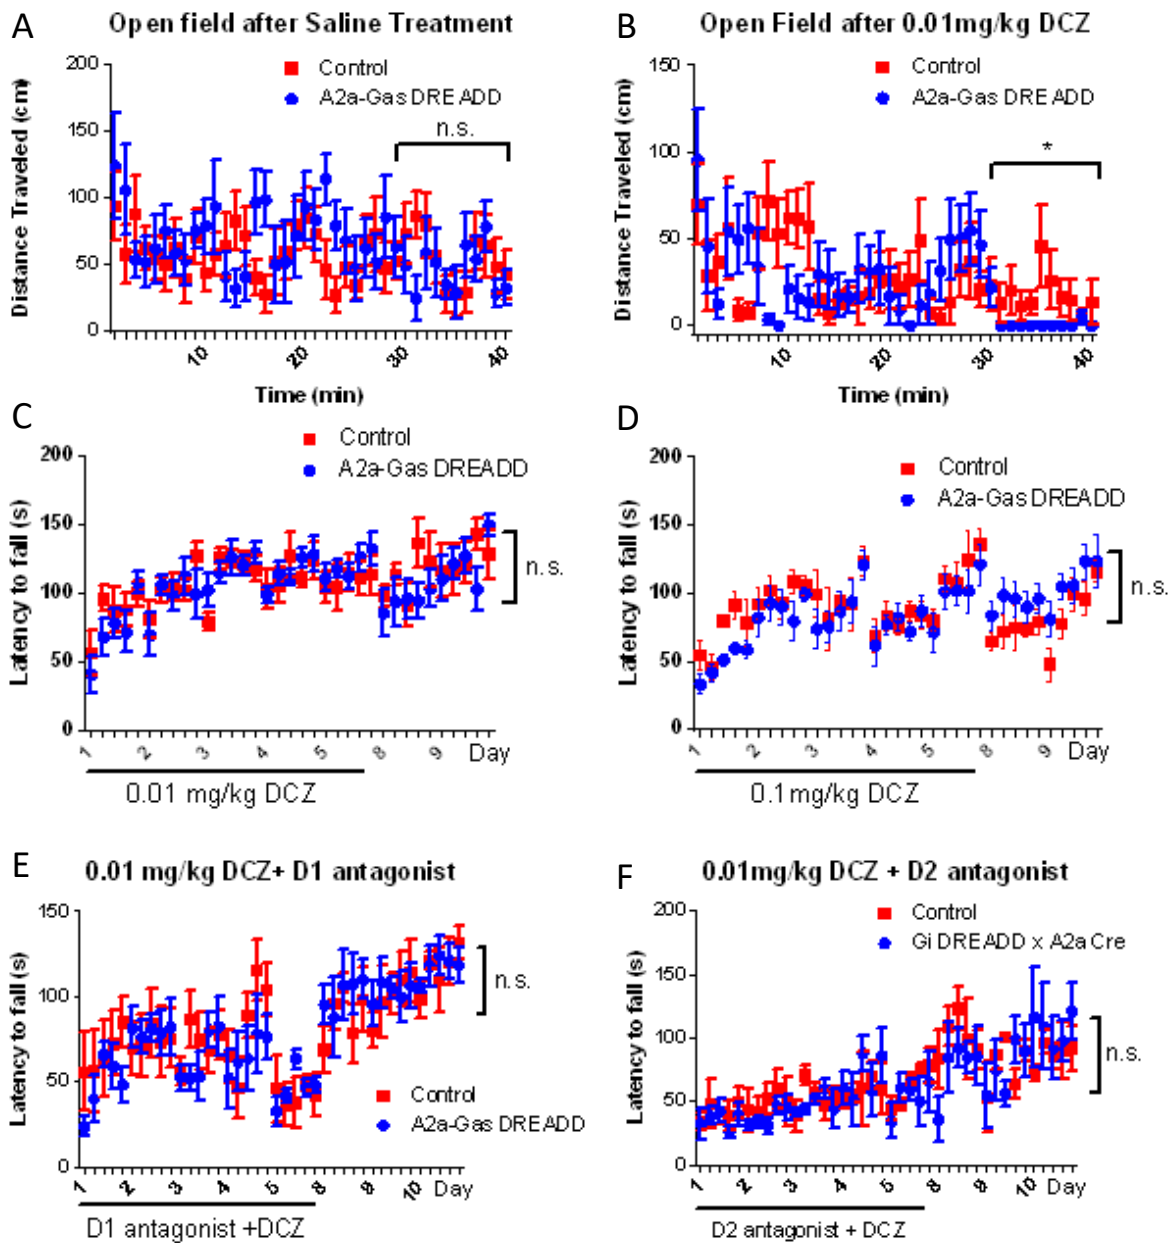 A
Open field after Saline Treatment
Control
A2a-Gas DREADD
n.s.
Distance Traveled (cm)
200
150
100
50
0
10
20
30
40
Time (min)
B
Open Field after 0.01mg/kg DCZ
Control
A2a-Gas DREADD
*
Distance Traveled (cm)
150
100
50
0
10
20
30
40
Time (min)
C
Control
A2a-Gas DREADD
Latency to fall (s)
200
150
100
50
0
n.s.
1
2
3
4
5
8
9
Day
0.01 mg/kg DCZ
D
Control
A2a-Gas DREADD
Latency to fall (s)
200
150
100
50
0
n.s.
1
2
3
4
5
8
9
Day
0.1mg/kg DCZ
E
0.01 mg/kg DCZ+ D1 antagonist
Latency to fall (s)
150
100
50
0
n.s.
Control
A2a-Gas DREADD
1
2
3
4
5
8
9
10
Day
D1 antagonist +DCZ
F
0.01mg/kg DCZ + D2 antagonist
Control
Gi DREADD x A2a Cre
Latency to fall (s)
200
150
100
50
0
n.s.
1
2
3
4
5
8
9
10
Day
D2 antagonist + DCZ